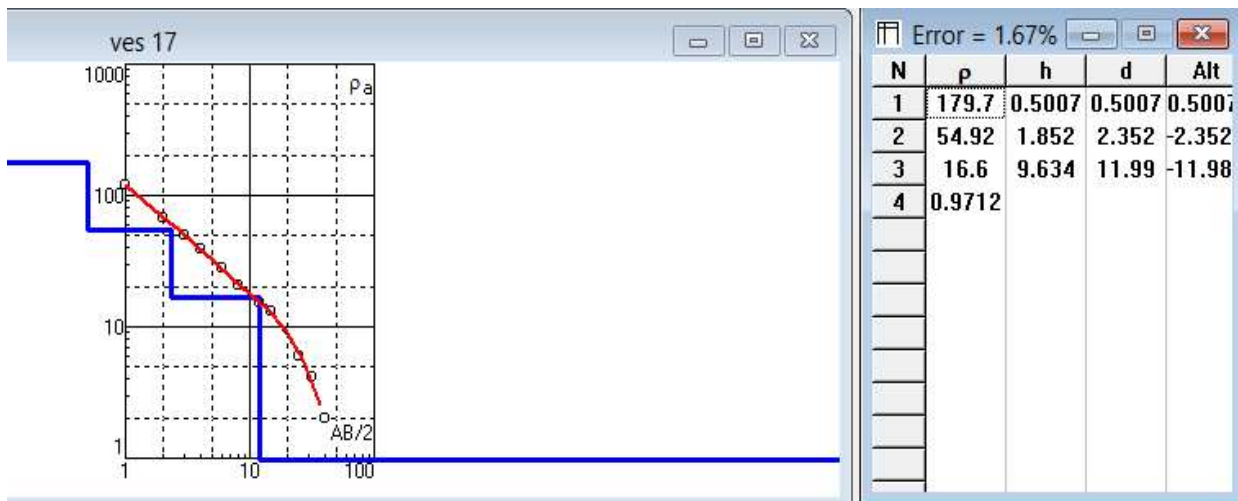 ves 17
1000
ρa
100
10
1
AB/2
1 10 100
Error = 1.67%
N ρ h d Alt
1 179.7 0.5007 0.5007 0.5007
2 54.92 1.852 2.352 -2.352
3 16.6 9.634 11.99 -11.98
4 0.9712